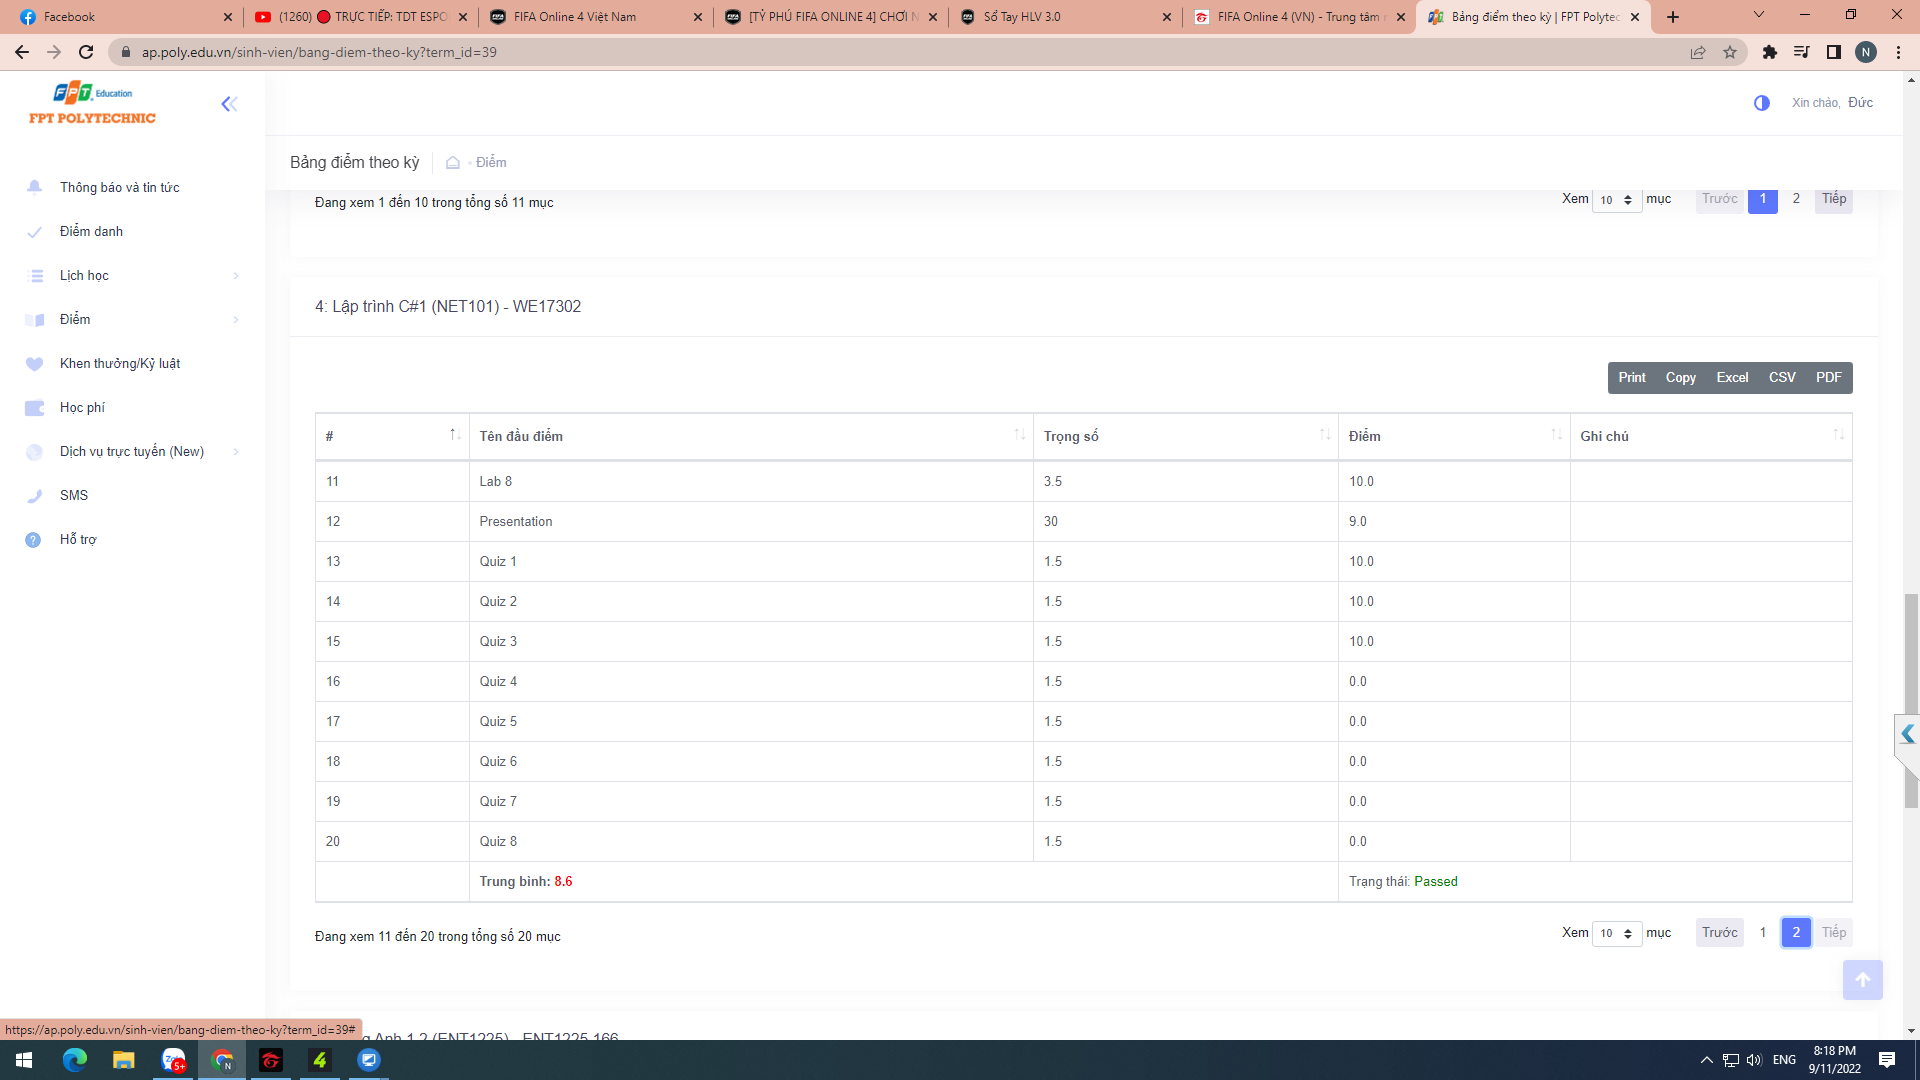 Facebook
(1260) 🔴 TRỰC TIẾP: TDT ESPO
FIFA Online 4 Việt Nam
[TỶ PHÚ FIFA ONLINE 4] CHƠI N
Sổ Tay HLV 3.0
FIFA Online 4 (VN) - Trung tâm
Bảng điểm theo kỳ | FPT Polytec
ap.poly.edu.vn/sinh-vien/bang-diem-theo-ky?term_id=39
N
FPT Education
FPT POLYTECHNIC
Xin chào, Đức
Bảng điểm theo kỳ
Điểm
Thông báo và tin tức
Điểm danh
Lịch học
Điểm
Khen thưởng/Kỷ luật
Học phí
Dịch vụ trực tuyến (New)
SMS
Hỗ trợ
Đang xem 1 đến 10 trong tổng số 11 mục
Xem 10 mục Trước 1 2 Tiếp
4: Lập trình C#1 (NET101) - WE17302
Print Copy Excel CSV PDF
# Tên đầu điểm Trọng số Điểm Ghi chú
11 Lab 8 3.5 10.0
12 Presentation 30 9.0
13 Quiz 1 1.5 10.0
14 Quiz 2 1.5 10.0
15 Quiz 3 1.5 10.0
16 Quiz 4 1.5 0.0
17 Quiz 5 1.5 0.0
18 Quiz 6 1.5 0.0
19 Quiz 7 1.5 0.0
20 Quiz 8 1.5 0.0
Trung bình: 8.6 Trạng thái: Passed
Đang xem 11 đến 20 trong tổng số 20 mục
Xem 10 mục Trước 1 2 Tiếp
https://ap.poly.edu.vn/sinh-vien/bang-diem-theo-ky?term_id=39#
Anh 1.2 (ENT1225) - ENT1225.166
Zalo
5+
N
4
ENG
8:18 PM
9/11/2022